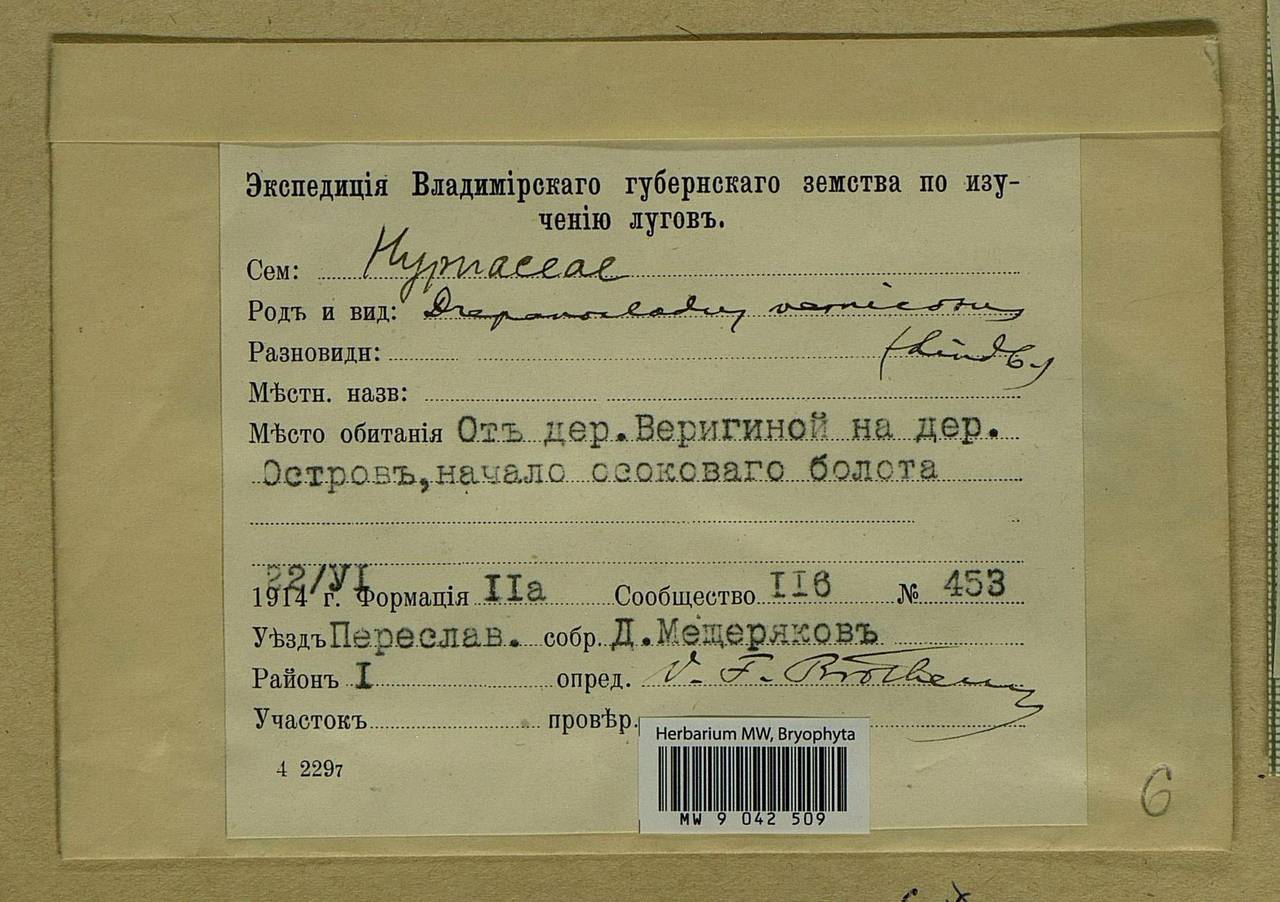 Экспедиція Владимірскаго губернскаго земства по изу-
ченію луговъ.
Сем: Hypnaceae
Родъ и вид: Drepanocladus vernicosus
Разновидн: (Lindb.)
Мѣстн. назв:
Мѣсто обитанія Отъ дер.Веригиной на дер.
Островъ,начало осоковаго болота
22/VI
1914 г. Формація IIа Сообщество IIб № 453
Уѣздъ Переслав. собр. Д.Мещеряковъ
Районъ I опред. V. F. Brotherus
Участокъ провѣр.
Herbarium MW, Bryophyta
MW 9 042 509
4 2297
6